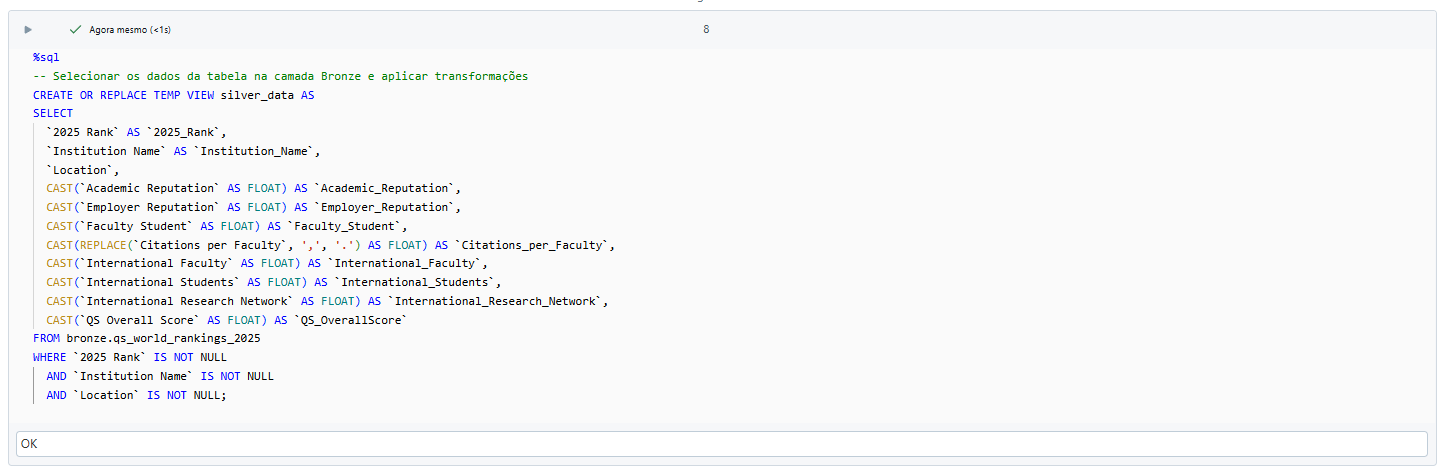 Agora mesmo (<1s)
8
%sql
-- Selecionar os dados da tabela na camada Bronze e aplicar transformações
CREATE OR REPLACE TEMP VIEW silver_data AS
SELECT
`2025 Rank` AS `2025_Rank`,
`Institution Name` AS `Institution_Name`,
`Location`,
CAST(`Academic Reputation` AS FLOAT) AS `Academic_Reputation`,
CAST(`Employer Reputation` AS FLOAT) AS `Employer_Reputation`,
CAST(`Faculty Student` AS FLOAT) AS `Faculty_Student`,
CAST(REPLACE(`Citations per Faculty`, ',', '.') AS FLOAT) AS `Citations_per_Faculty`,
CAST(`International Faculty` AS FLOAT) AS `International_Faculty`,
CAST(`International Students` AS FLOAT) AS `International_Students`,
CAST(`International Research Network` AS FLOAT) AS `International_Research_Network`,
CAST(`QS Overall Score` AS FLOAT) AS `QS_OverallScore`
FROM bronze.qs_world_rankings_2025
WHERE `2025 Rank` IS NOT NULL
AND `Institution Name` IS NOT NULL
AND `Location` IS NOT NULL;
OK